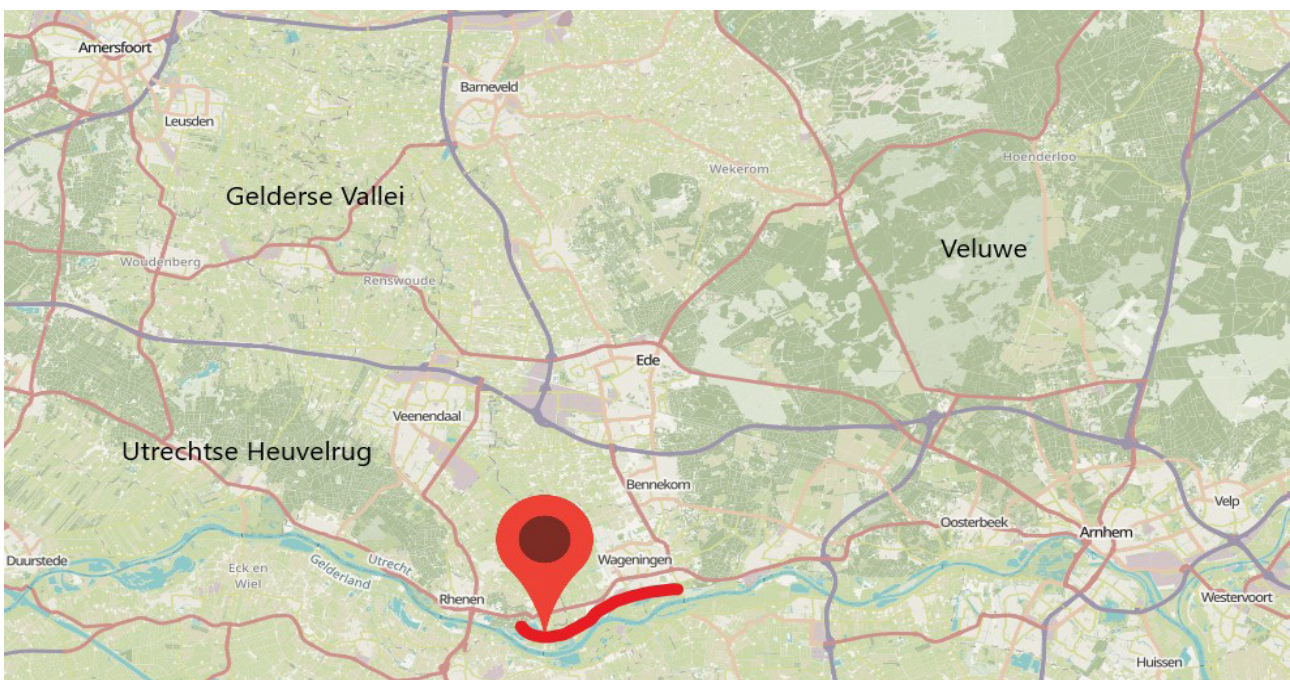 Amersfoort
Barneveld
Leusden
Hoenderloo
Wekerom
Gelderse Vallei
Veluwe
Woudenberg
Renswoude
Ede
Veenendaal
Utrechtse Heuvelrug
Bennekom
Velp
Oosterbeek
Arnhem
Duurstede
Eck en
Wiel
Utrecht
Gelderland
Wageningen
Rhenen
Westervoort
Huissen